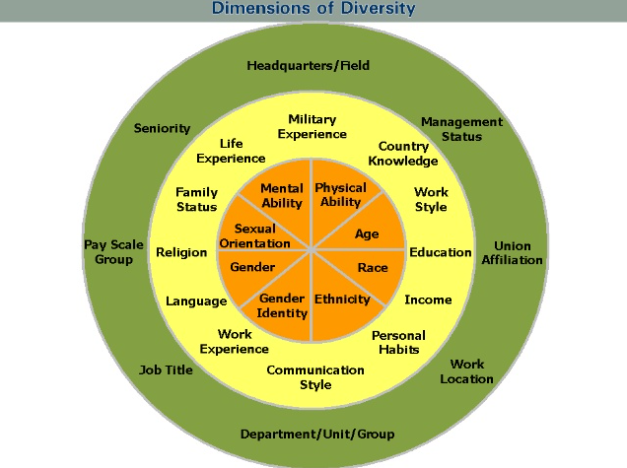 Dimensions of Diversity
Headquarters/Field
Management
Status
Union
Affiliation
Work
Location
Department/Unit/Group
Job Title
Pay Scale
Group
Seniority
Military
Experience
Country
Knowledge
Work
Style
Education
Income
Personal
Habits
Communication
Style
Work
Experience
Language
Religion
Family
Status
Life
Experience
Mental
Ability
Physical
Ability
Age
Race
Ethnicity
Gender
Identity
Gender
Sexual
Orientation